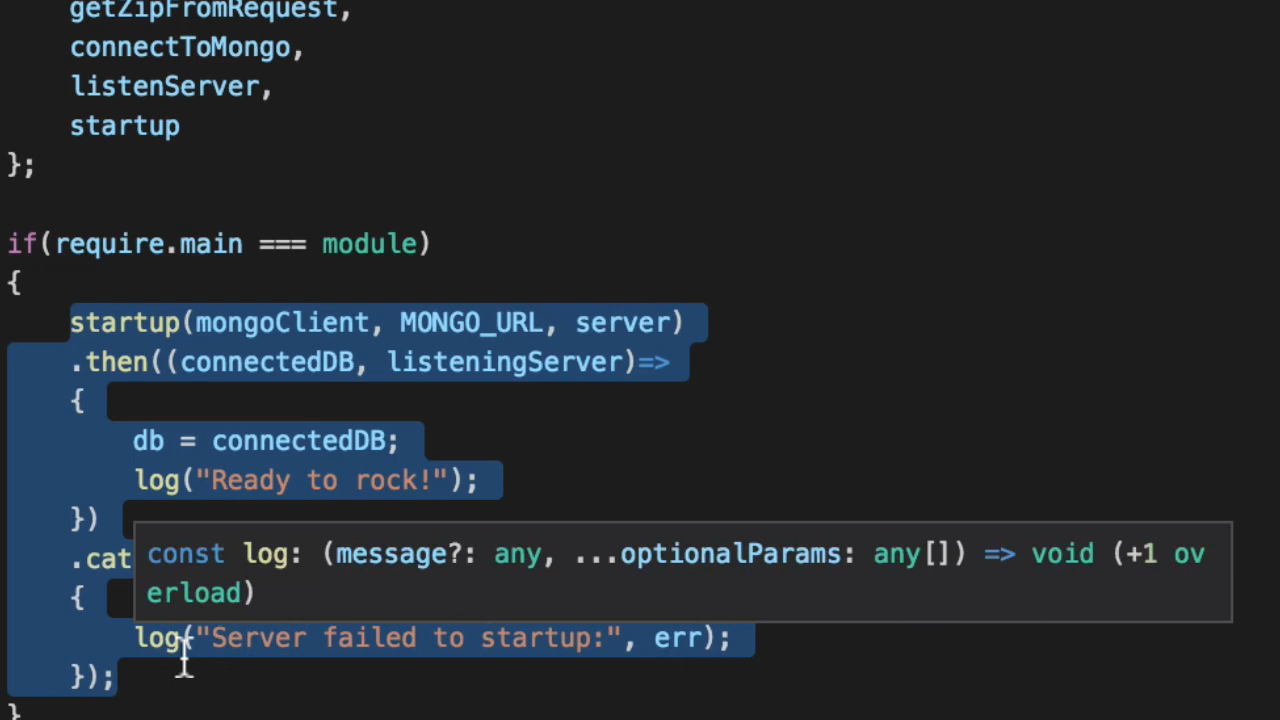 getZipFromRequest,
connectToMongo,
listenServer,
startup
};
if(require.main === module)
{
startup(mongoClient, MONGO_URL, server)
.then((connectedDB, listeningServer)=>
{
db = connectedDB;
log("Ready to rock!");
})
.cat
const log: (message?: any, ...optionalParams: any[]) => void (+1 ov
erload)
{
log("Server failed to startup:", err);
});
}